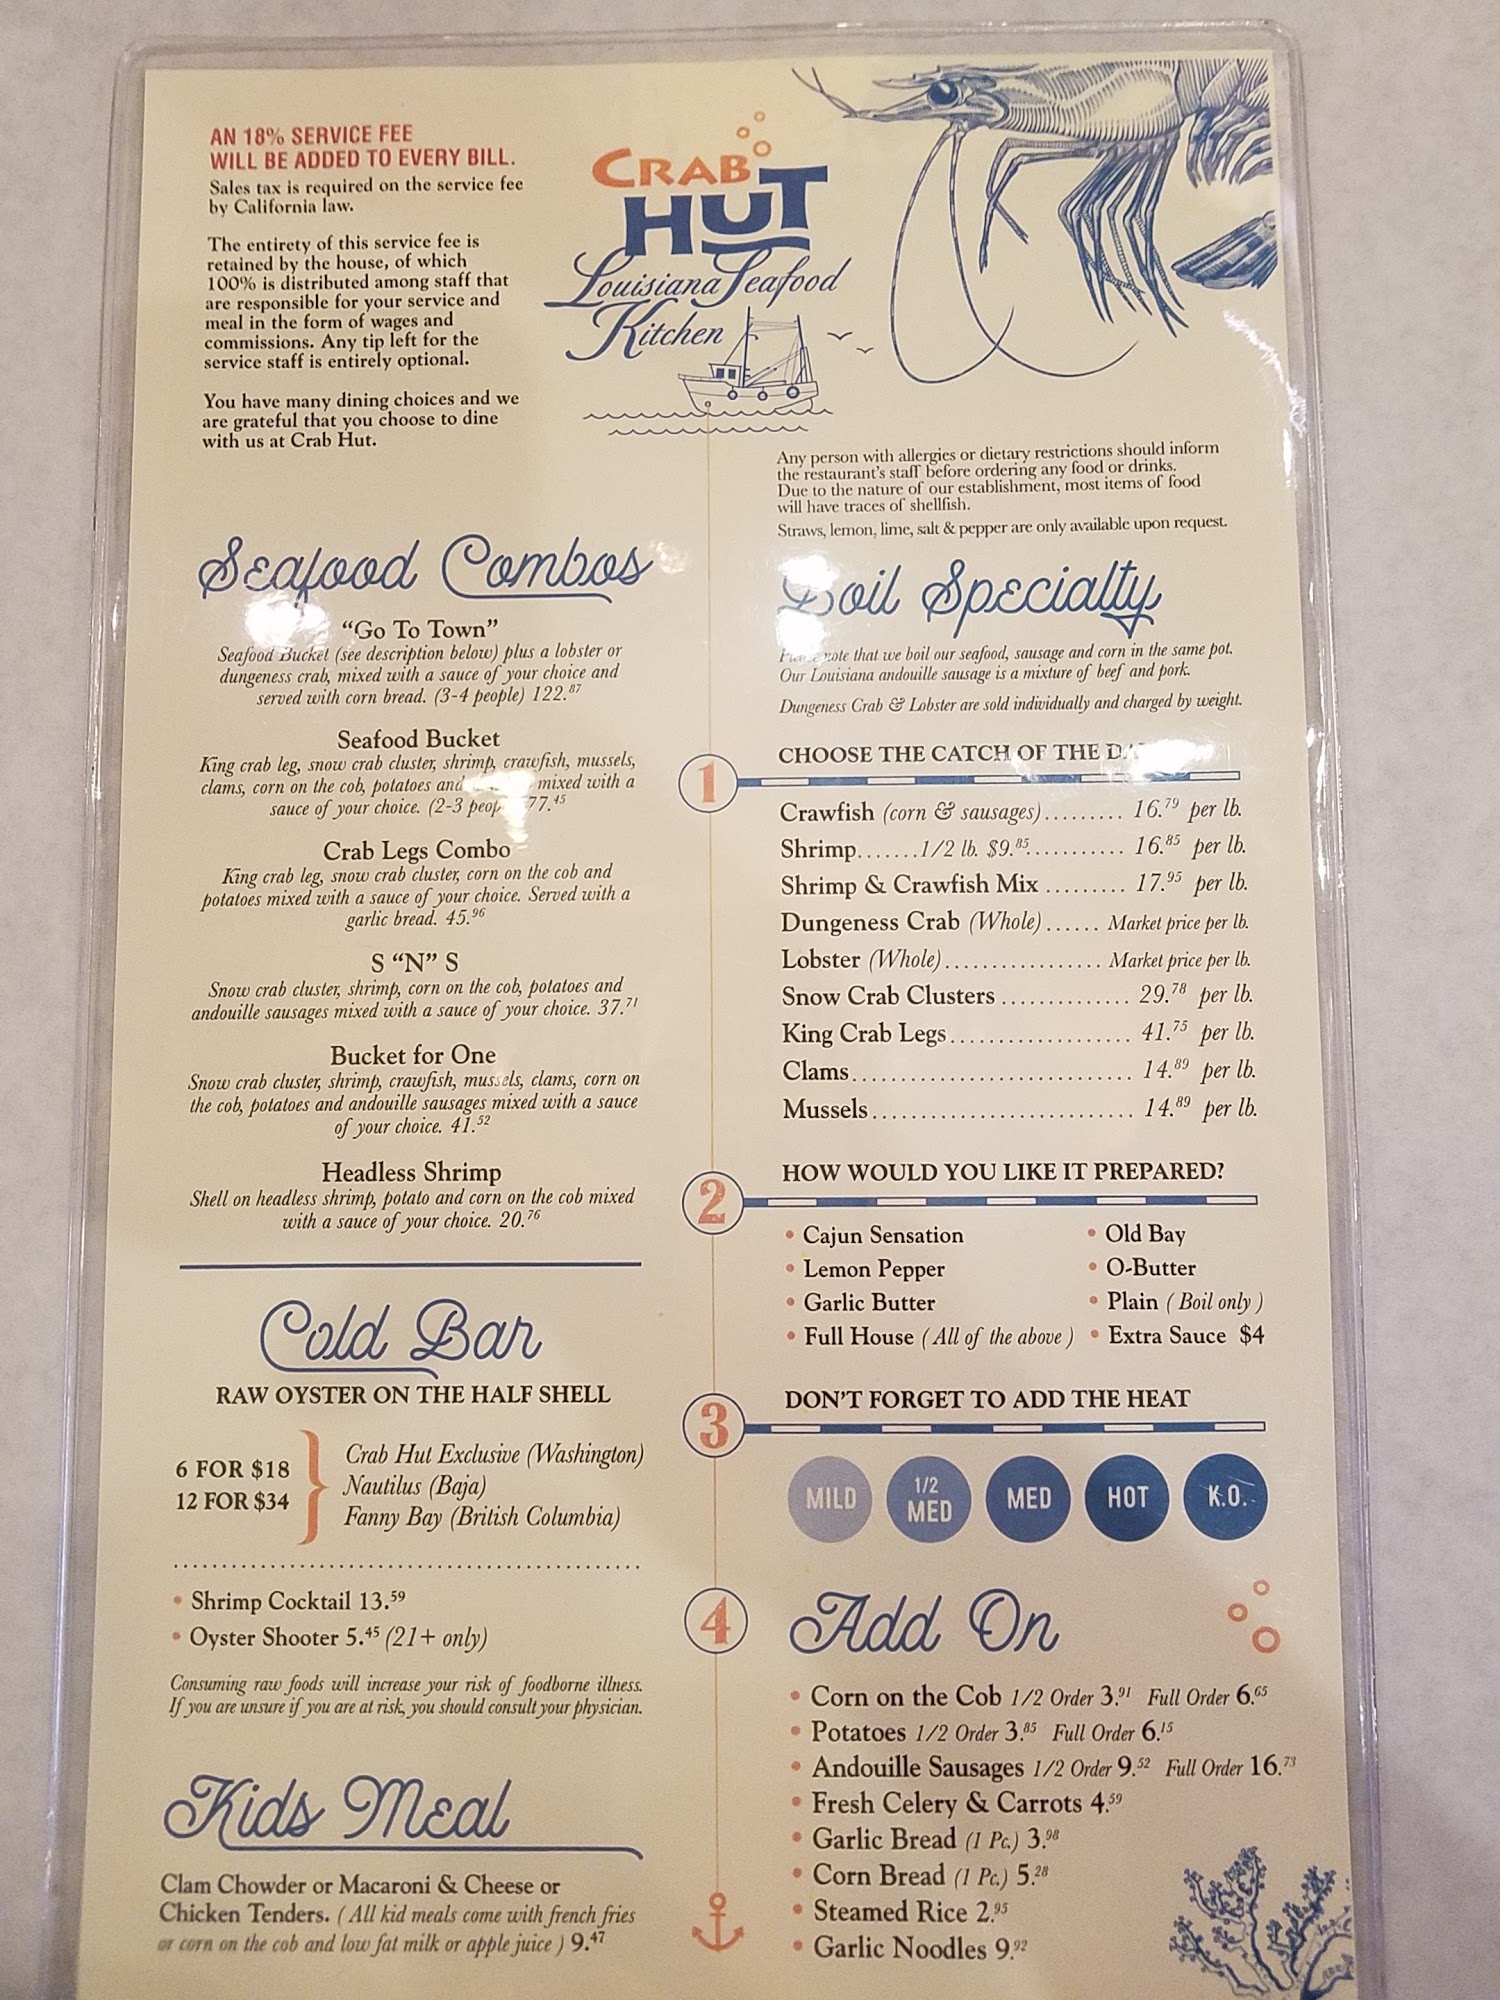 AN 18% SERVICE FEE
WILL BE ADDED TO EVERY BILL.
Sales tax is required on the service fee
by California law.
The entirety of this service fee is
retained by the house, of which
100% is distributed among staff that
are responsible for your service and
meal in the form of wages and
commissions. Any tip left for the
service staff is entirely optional.
You have many dining choices and we
are grateful that you choose to dine
with us at Crab Hut.
CRAB
HUT
Louisiana Seafood
Kitchen
Any person with allergies or dietary restrictions should inform
the restaurant's staff before ordering any food or drinks.
Due to the nature of our establishment, most items of food
will have traces of shellfish.
Straws, lemon, lime, salt & pepper are only available upon request.
Seafood Combos
"Go To Town"
Seafood Bucket (see description below) plus a lobster or
dungeness crab, mixed with a sauce of your choice and
served with corn bread. (3-4 people) 122.87
Seafood Bucket
King crab leg, snow crab cluster, shrimp, crawfish, mussels,
clams, corn on the cob, potatoes and mixed with a
sauce of your choice. (2-3 77.45
Crab Legs Combo
King crab leg, snow crab cluster, corn on the cob and
potatoes mixed with a sauce of your choice. Served with a
garlic bread. 45.96
S "N" S
Snow crab cluster, shrimp, corn on the cob, potatoes and
andouille sausages mixed with a sauce of your choice. 37.71
Bucket for One
Snow crab cluster, shrimp, crawfish, mussels, clams, corn on
the cob, potatoes and andouille sausages mixed with a sauce
of your choice. 41.52
Headless Shrimp
Shell on headless shrimp, potato and corn on the cob mixed
with a sauce of your choice. 20.76
Cold Bar
RAW OYSTER ON THE HALF SHELL
6 FOR $18
12 FOR $34
Crab Hut Exclusive (Washington)
Nautilus (Baja)
Fanny Bay (British Columbia)
• Shrimp Cocktail 13.59
• Oyster Shooter 5.45 (21+ only)
Consuming raw foods will increase your risk of foodborne illness.
If you are unsure if you are at risk, you should consult your physician.
Kids Meal
Clam Chowder or Macaroni & Cheese or
Chicken Tenders. ( All kid meals come with french fries
or corn on the cob and low fat milk or apple juice ) 9.47
Boil Specialty
Please note that we boil our seafood, sausage and corn in the same pot.
Our Louisiana andouille sausage is a mixture of beef and pork.
Dungeness Crab & Lobster are sold individually and charged by weight.
1 CHOOSE THE CATCH OF THE
Crawfish (corn & sausages)......... 16.79 per lb.
Shrimp.......1/2 lb. $9.85........... 16.85 per lb.
Shrimp & Crawfish Mix ......... 17.95 per lb.
Dungeness Crab (Whole) ...... Market price per lb.
Lobster (Whole).................. Market price per lb.
Snow Crab Clusters .............. 29.78 per lb.
King Crab Legs.................... 41.75 per lb.
Clams............................... 14.89 per lb.
Mussels............................. 14.89 per lb.
2 HOW WOULD YOU LIKE IT PREPARED?
• Cajun Sensation • Old Bay
• Lemon Pepper • O-Butter
• Garlic Butter • Plain ( Boil only )
• Full House ( All of the above ) • Extra Sauce $4
3 DON'T FORGET TO ADD THE HEAT
MILD 1/2 MED MED HOT K.O.
4 Add On
• Corn on the Cob 1/2 Order 3.91 Full Order 6.65
• Potatoes 1/2 Order 3.85 Full Order 6.15
• Andouille Sausages 1/2 Order 9.52 Full Order 16.73
• Fresh Celery & Carrots 4.59
• Garlic Bread (1 Pc.) 3.98
• Corn Bread (1 Pc.) 5.28
• Steamed Rice 2.95
• Garlic Noodles 9.92